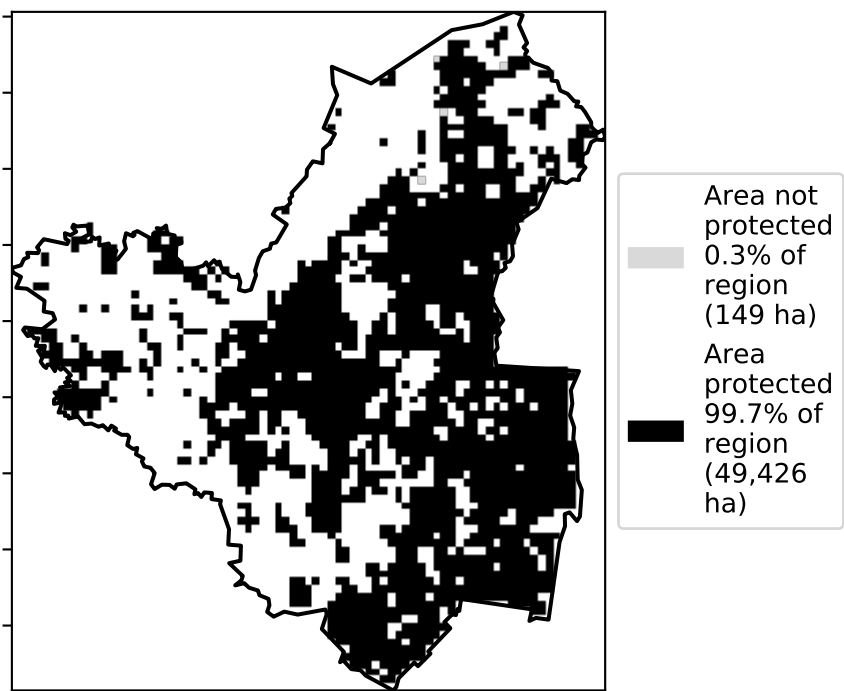 Area not
protected
0.3% of
region
(149 ha)
Area
protected
99.7% of
region
(49,426
ha)